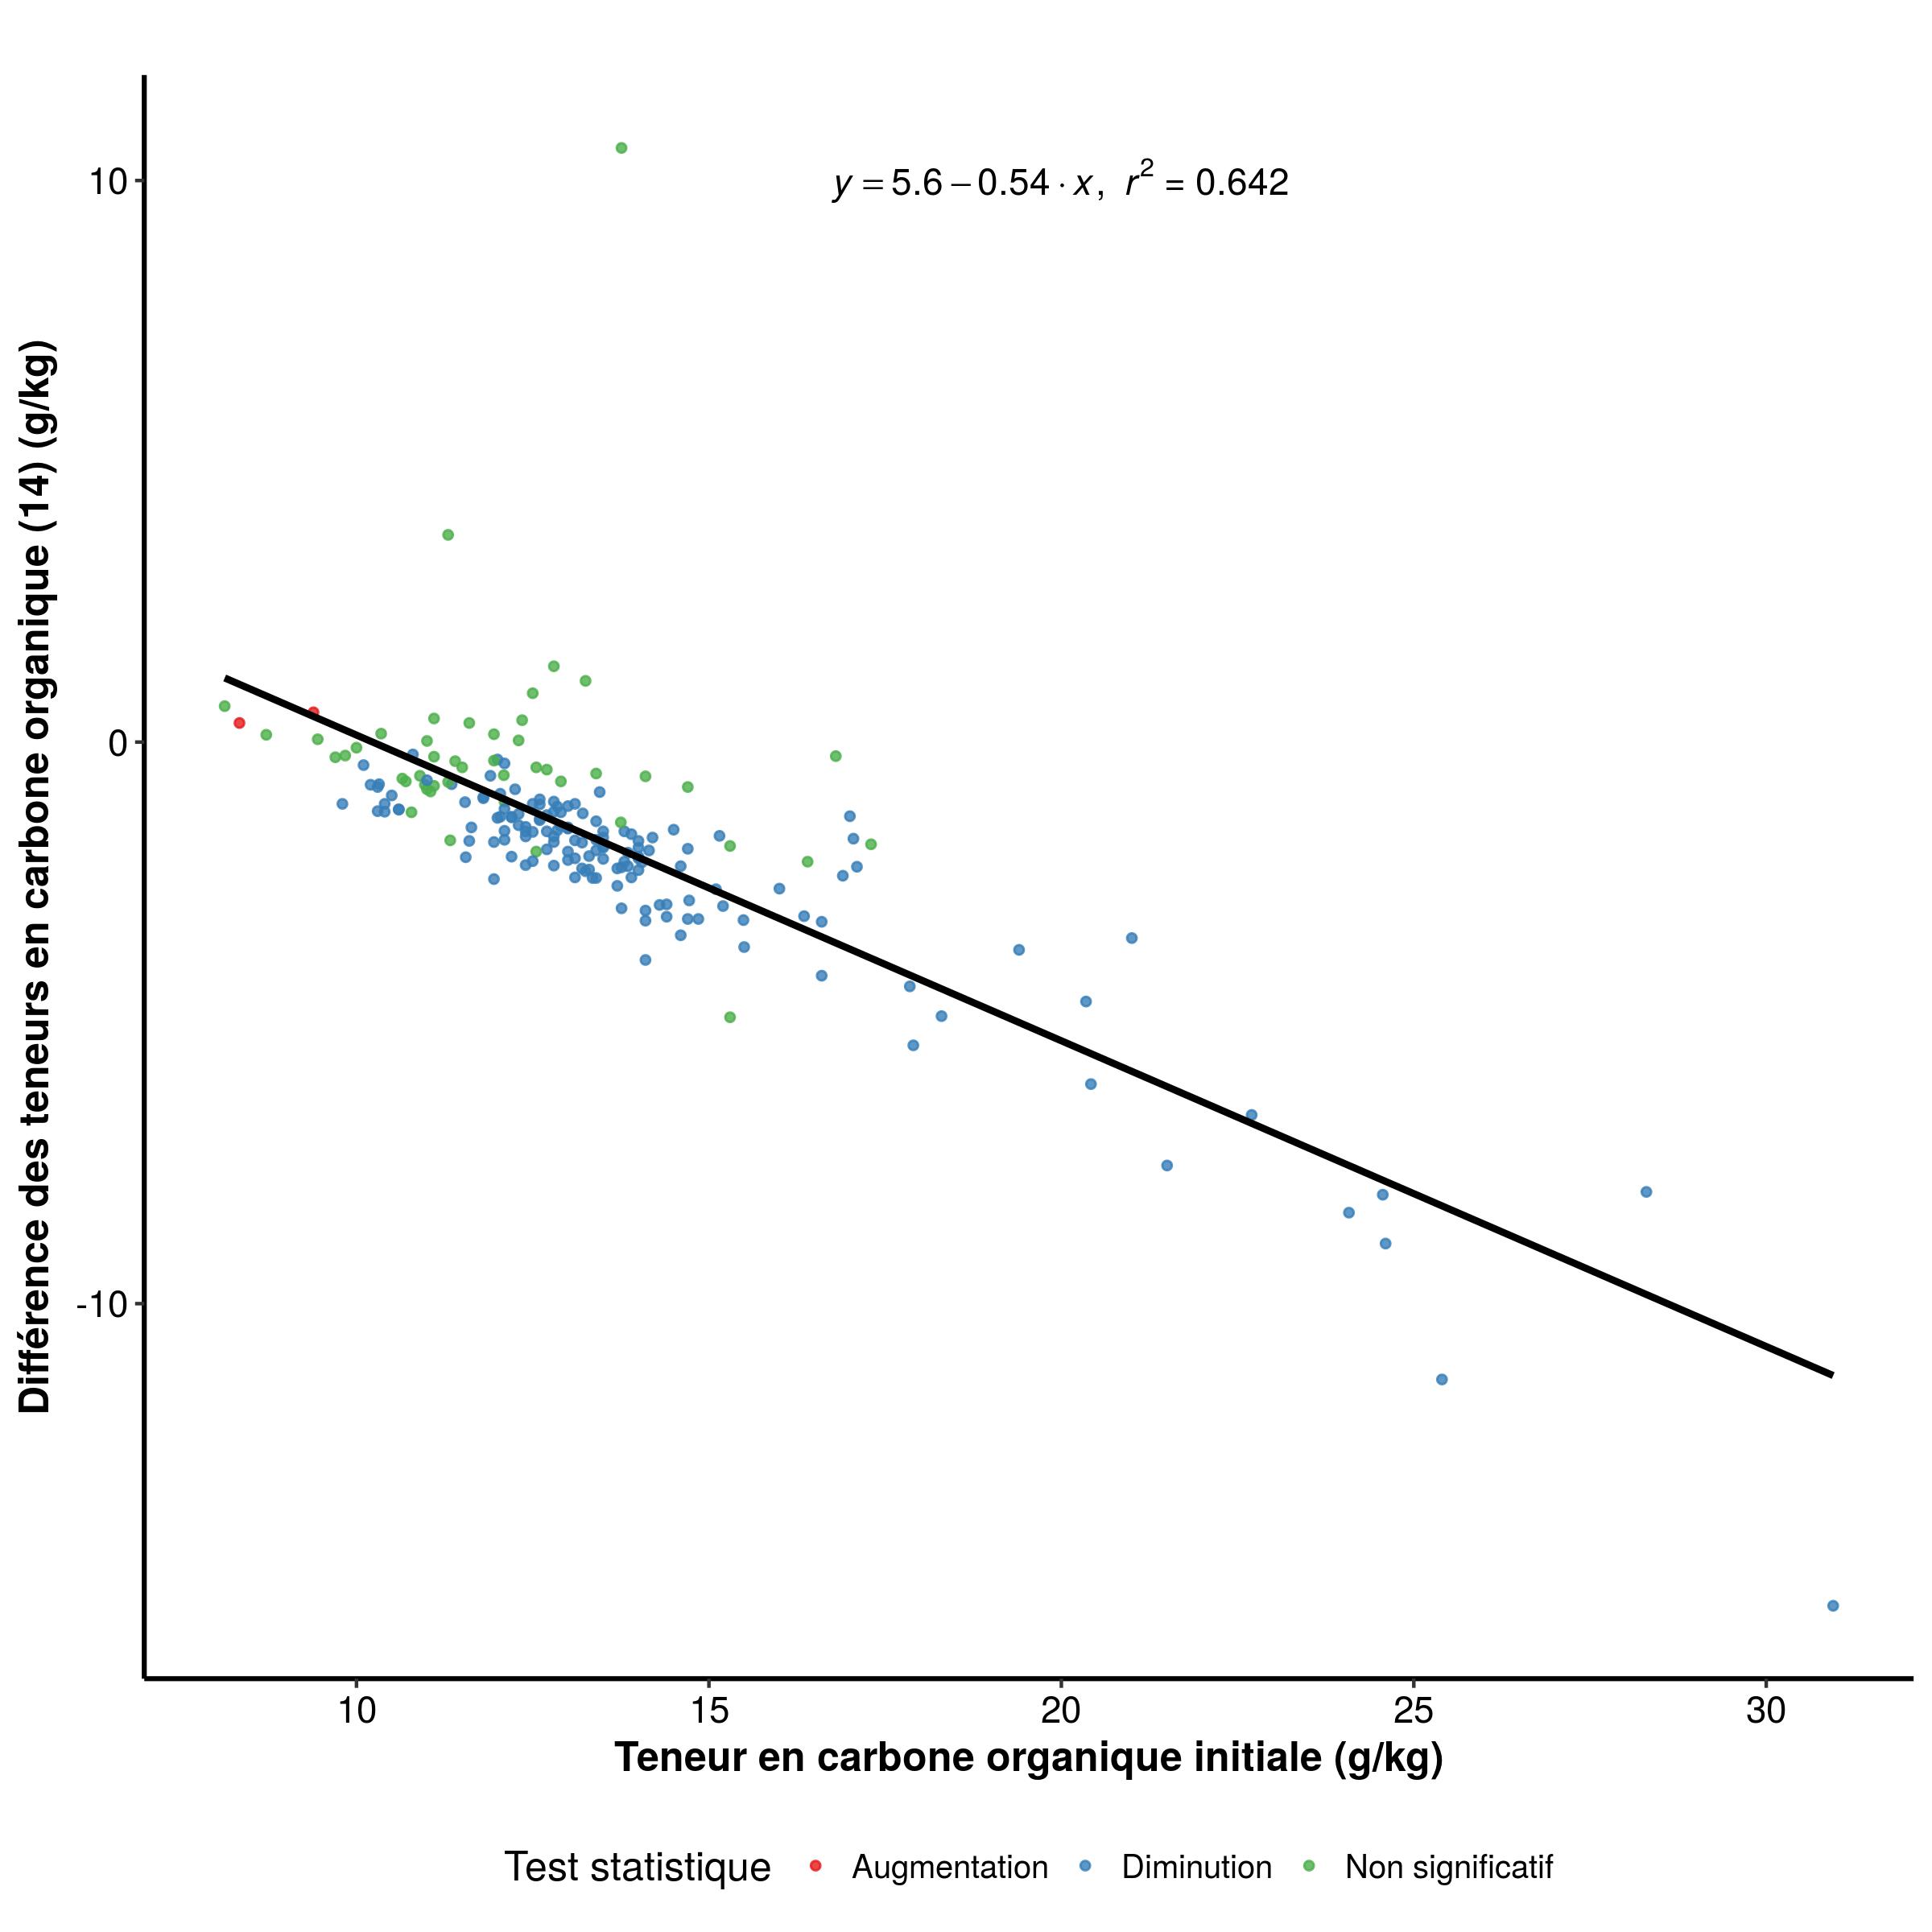 Différence des teneurs en carbone organique (14) (g/kg)
10
0
-10
y = 5.6 − 0.54 · x, r² = 0.642
10 15 20 25 30
Teneur en carbone organique initiale (g/kg)
Test statistique Augmentation Diminution Non significatif